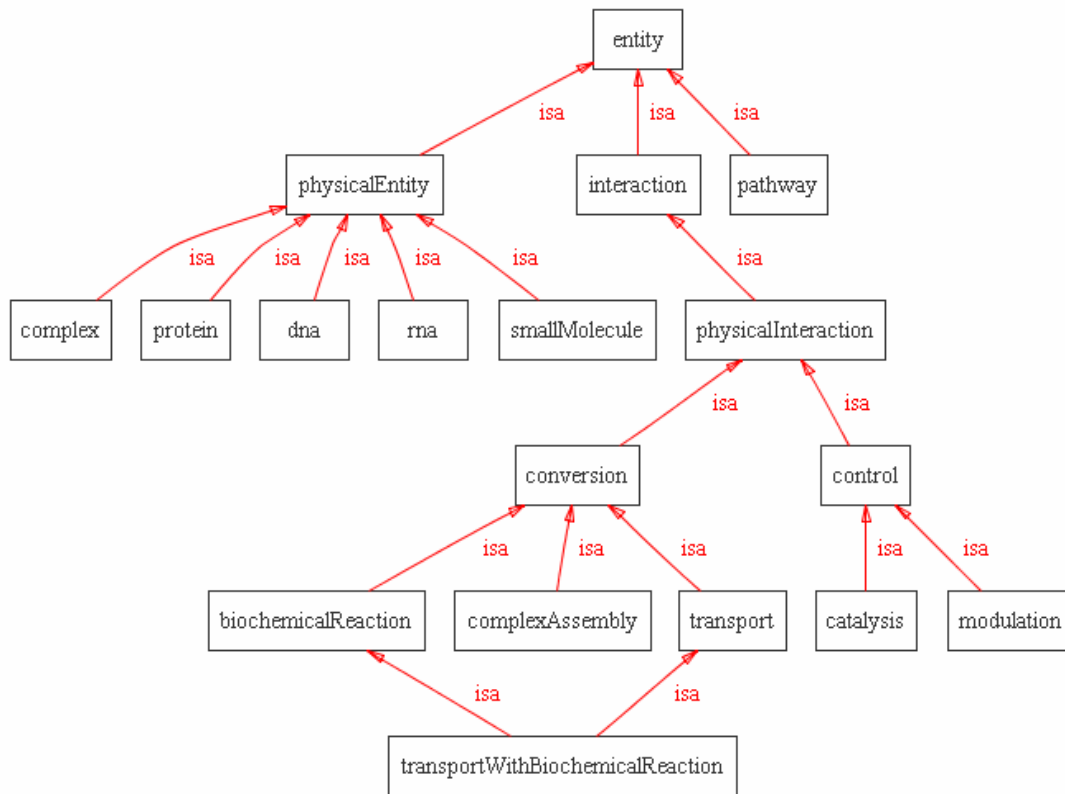 entity
isa
isa
isa
physicalEntity
interaction
pathway
isa
isa
isa
isa
isa
isa
complex
protein
dna
rna
smallMolecule
physicalInteraction
isa
isa
conversion
control
isa
isa
isa
isa
isa
biochemicalReaction
complexAssembly
transport
catalysis
modulation
isa
isa
transportWithBiochemicalReaction